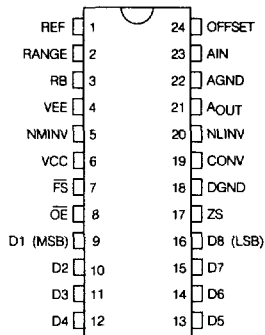 REF 1 24 OFFSET
RANGE 2 23 AIN
RB 3 22 AGND
VEE 4 21 AOUT
NMINV 5 20 NLINV
VCC 6 19 CONV
F̅S̅ 7 18 DGND
O̅E̅ 8 17 ZS
D1 (MSB) 9 16 D8 (LSB)
D2 10 15 D7
D3 11 14 D6
D4 12 13 D5